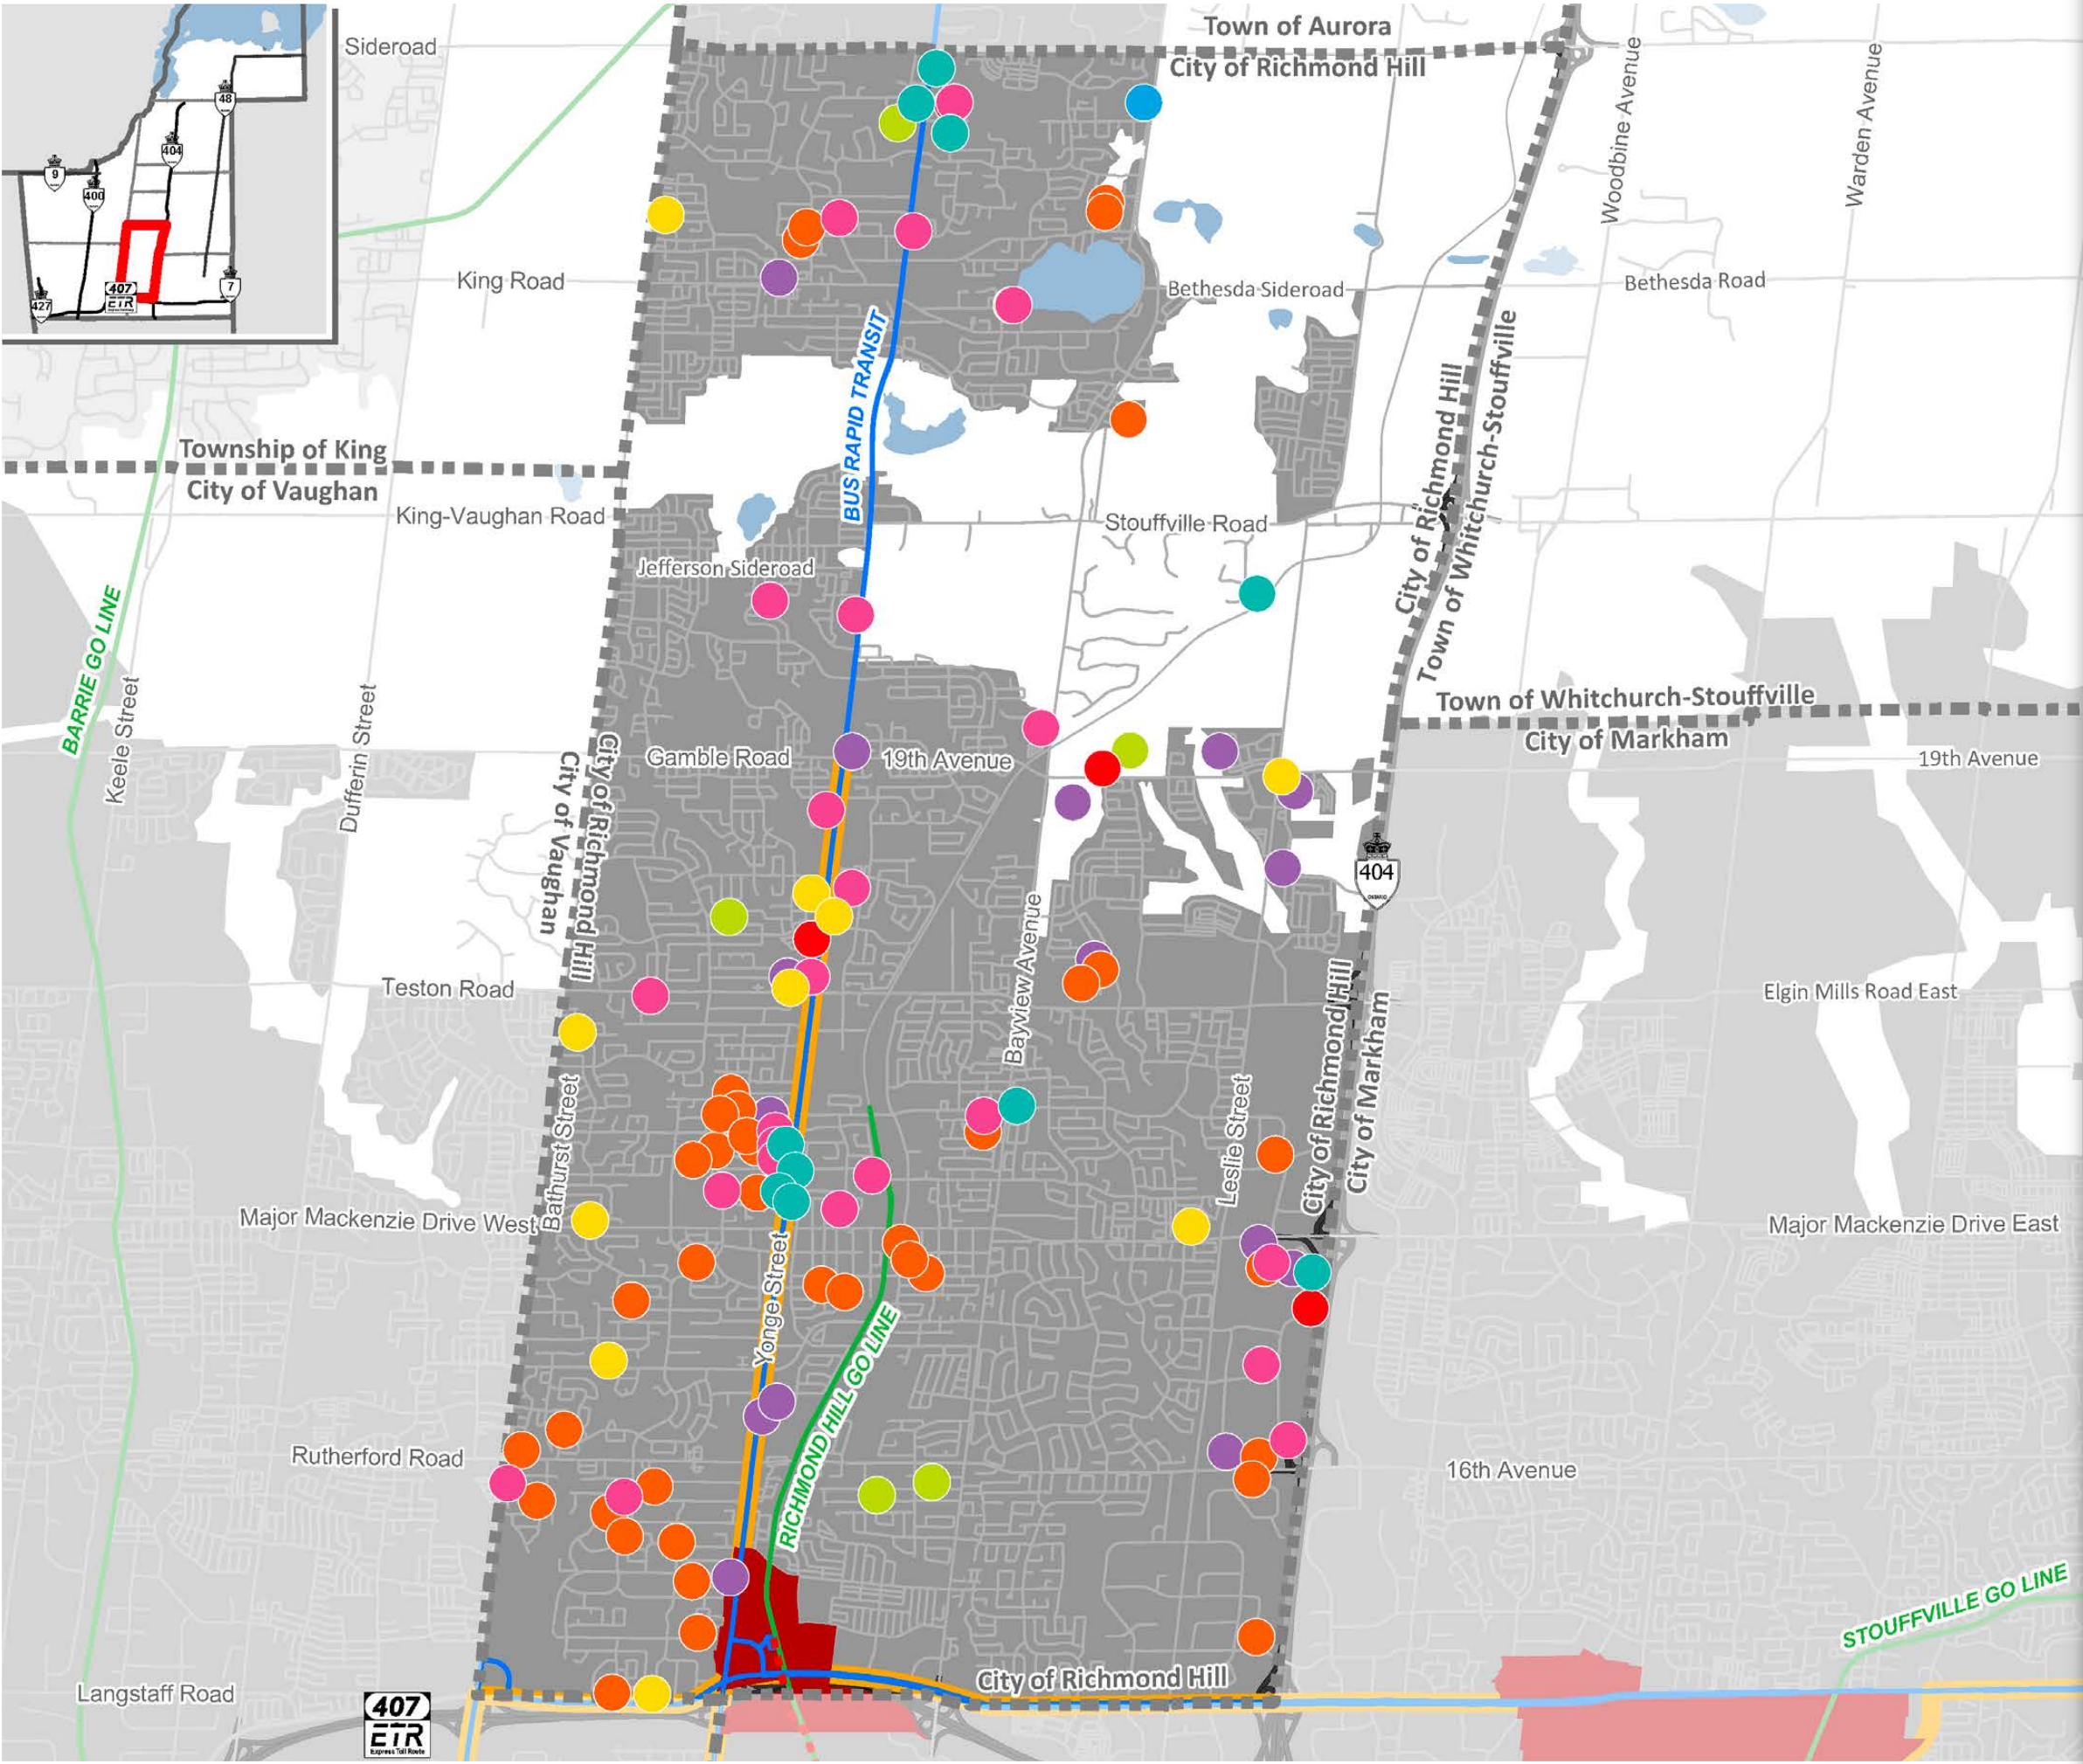 Town of Aurora
City of Richmond Hill
Sideroad
48
404
9
400
407
ETR
427
7
Woodbine Avenue
Warden Avenue
King Road
Bethesda Sideroad
Bethesda Road
BUS RAPID TRANSIT
City of Richmond Hill
Town of Whitchurch-Stouffville
Township of King
City of Vaughan
King-Vaughan Road
Stouffville Road
Jefferson Sideroad
BARRIE GO LINE
Keele Street
Dufferin Street
Town of Whitchurch-Stouffville
City of Markham
City of Richmond Hill
City of Vaughan
Gamble Road
19th Avenue
19th Avenue
404
ONTARIO
Teston Road
Bayview Avenue
Elgin Mills Road East
City of Richmond Hill
City of Markham
Bathurst Street
Leslie Street
Major Mackenzie Drive West
Major Mackenzie Drive East
Yonge Street
RICHMOND HILL GO LINE
Rutherford Road
16th Avenue
STOUFFVILLE GO LINE
City of Richmond Hill
Langstaff Road
407
ETR
Express Toll Route